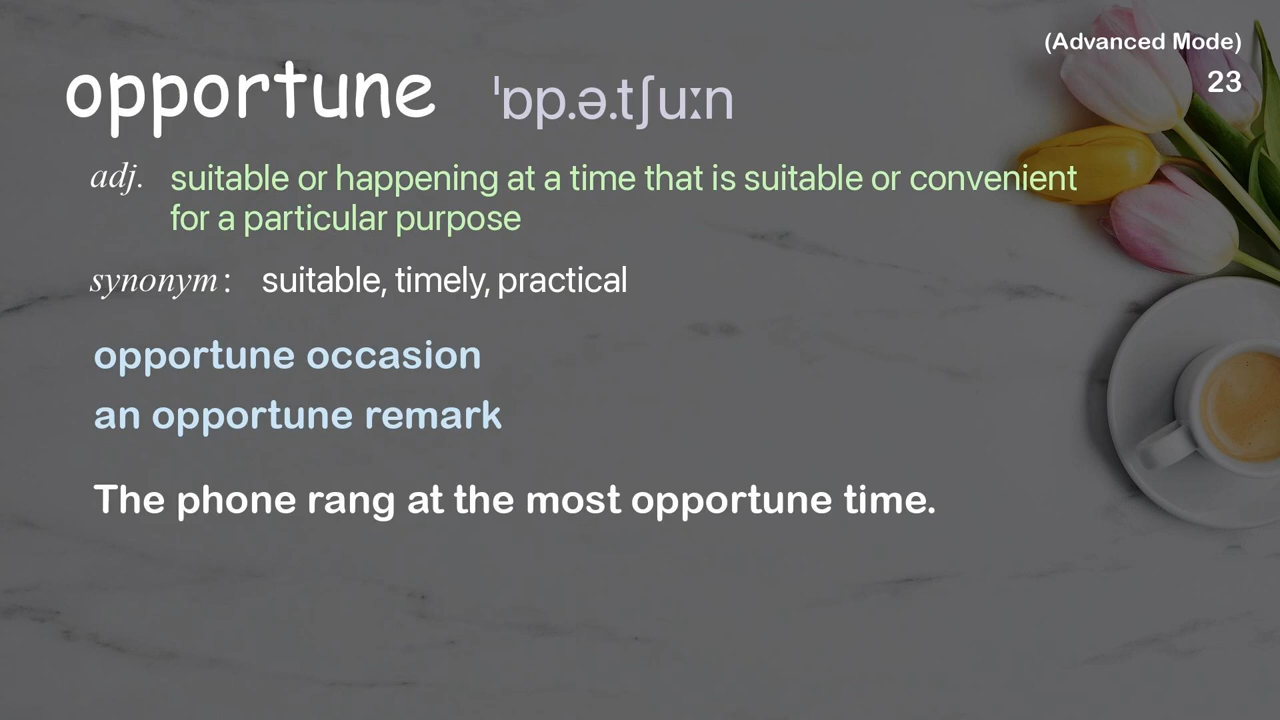 (Advanced Mode)
23
opportune ˈɒp.ə.tʃuːn
adj. suitable or happening at a time that is suitable or convenient
for a particular purpose
synonym: suitable, timely, practical
opportune occasion
an opportune remark
The phone rang at the most opportune time.